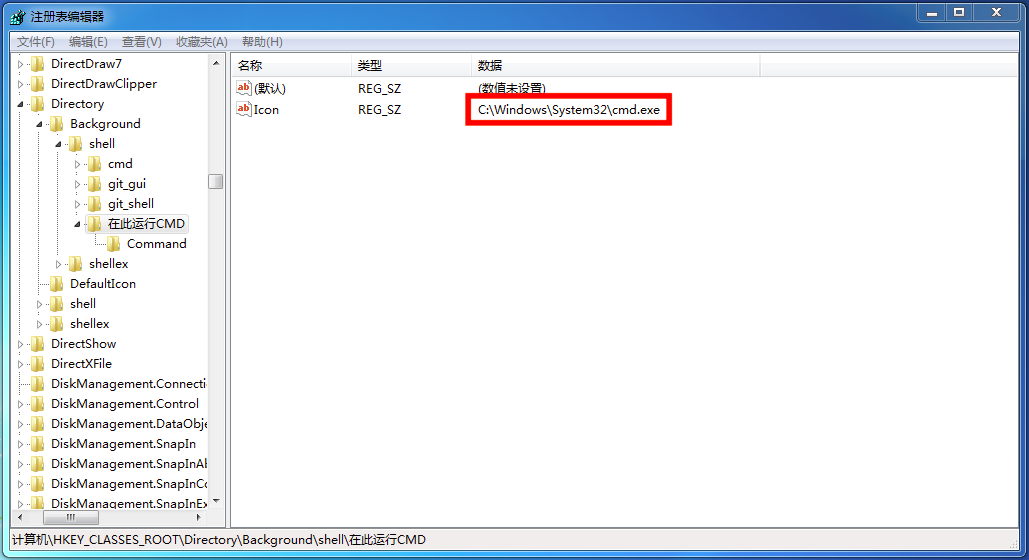 注册表编辑器
文件(F) 编辑(E) 查看(V) 收藏夹(A) 帮助(H)
DirectDraw7
DirectDrawClipper
Directory
Background
shell
cmd
git_gui
git_shell
在此运行CMD
Command
shellex
DefaultIcon
shell
shellex
DirectShow
DirectXFile
DiskManagement.Connecti
DiskManagement.Control
DiskManagement.DataObje
DiskManagement.SnapIn
DiskManagement.SnapInAb
DiskManagement.SnapInCo
DiskManagement.SnapInEx
名称 类型 数据
(默认) REG_SZ (数值未设置)
Icon REG_SZ C:\Windows\System32\cmd.exe
计算机\HKEY_CLASSES_ROOT\Directory\Background\shell\在此运行CMD